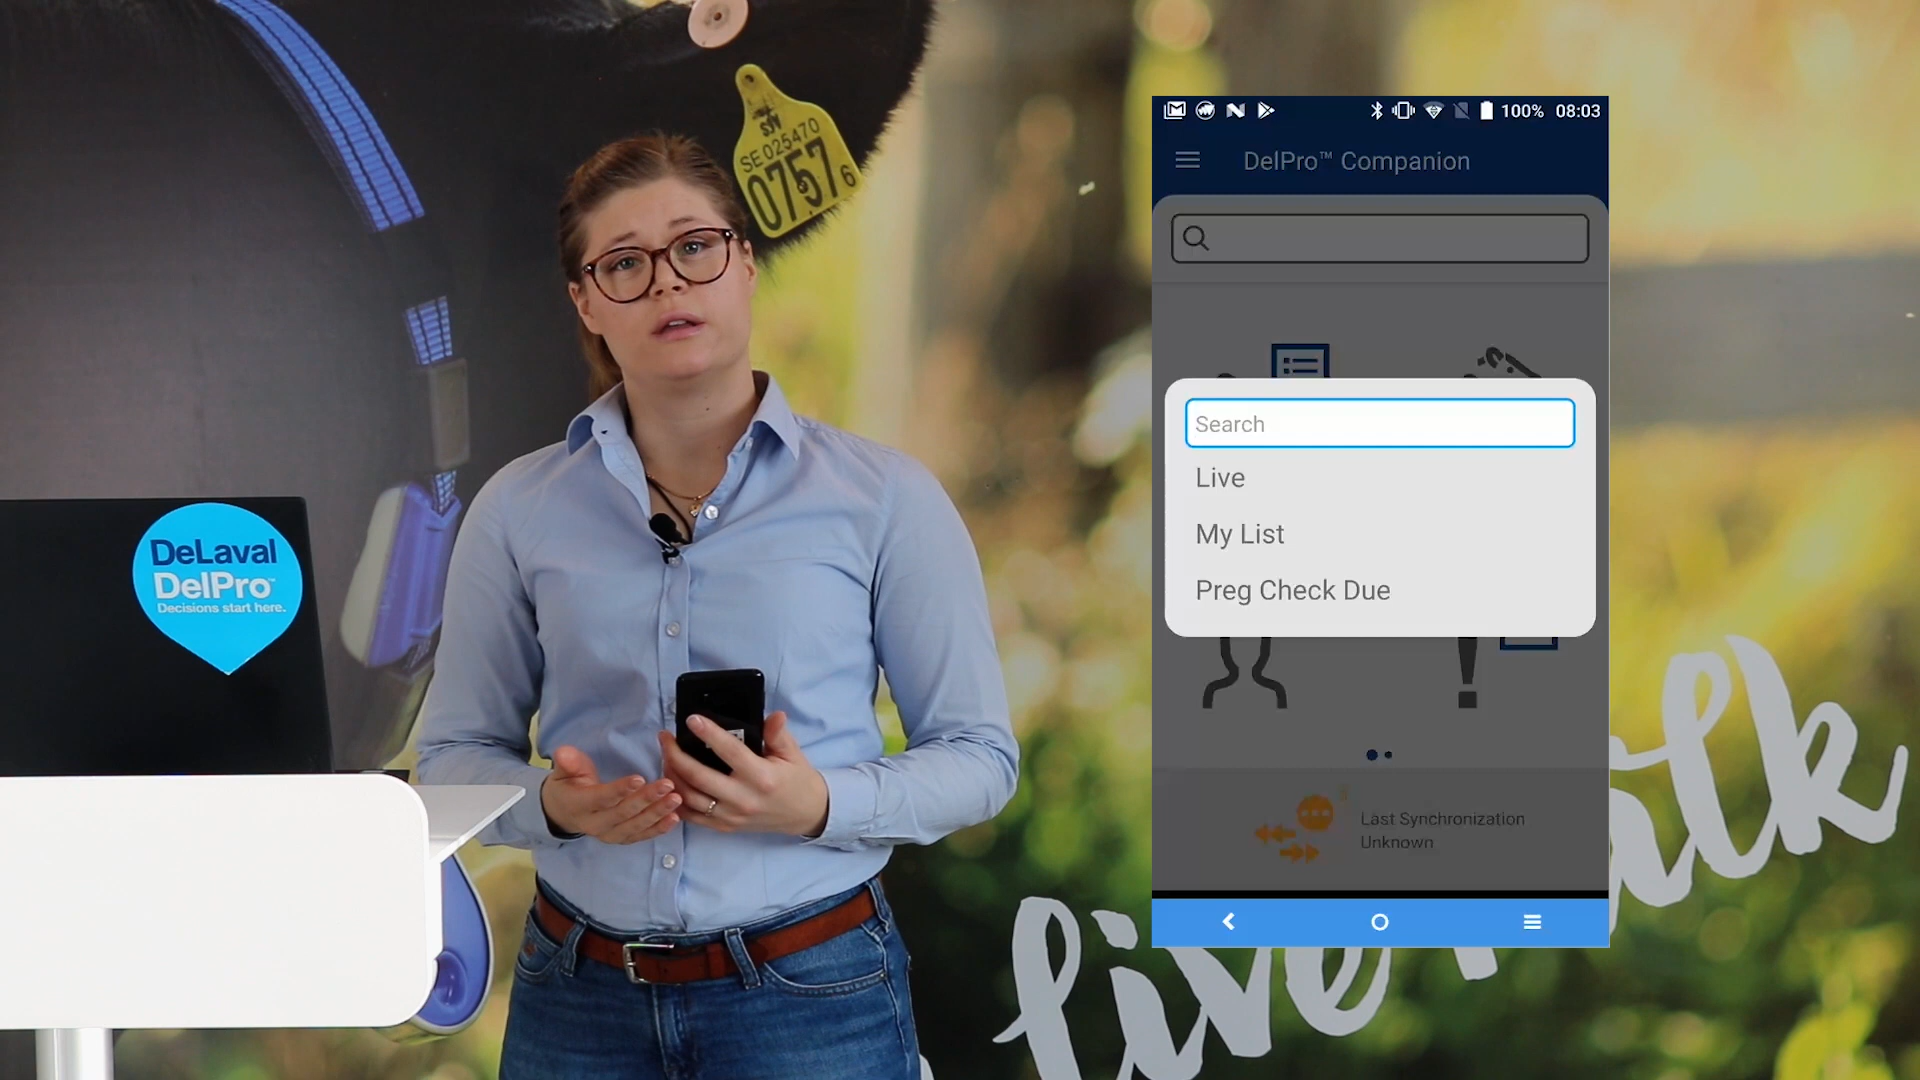 SE 025470
0757 6
DeLaval
DelPro™
Decisions start here.
100% 08:03
DelPro™ Companion
Search
Live
My List
Preg Check Due
Last Synchronization
Unknown
live